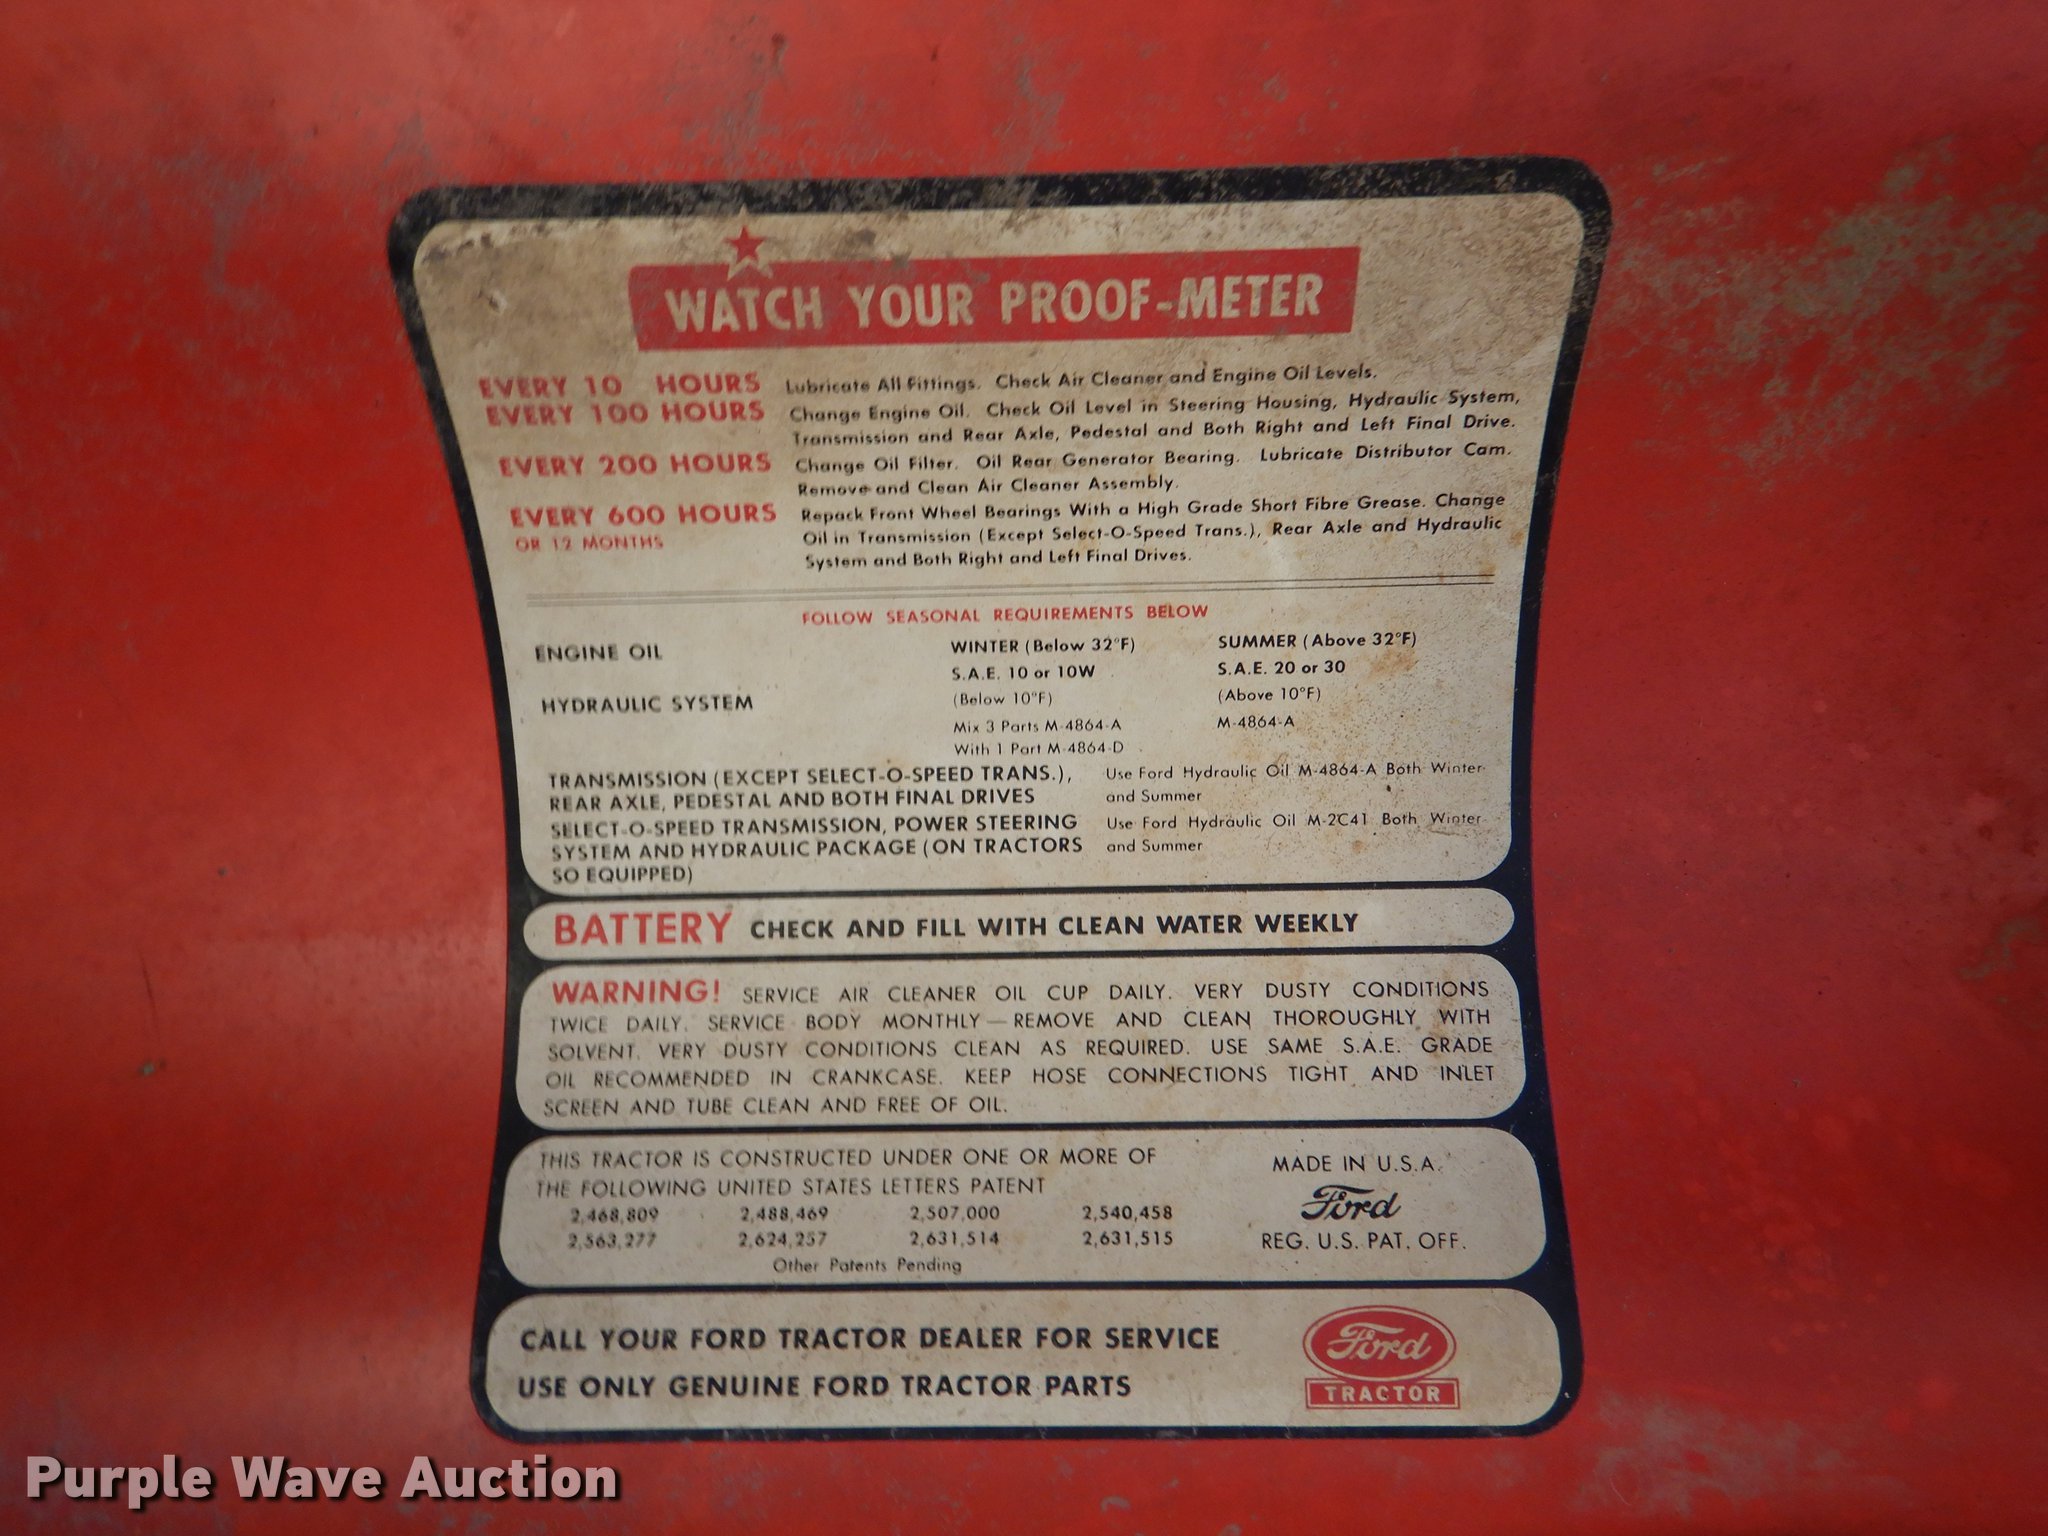 WATCH YOUR PROOF-METER
EVERY 10 HOURS Lubricate All Fittings. Check Air Cleaner and Engine Oil Levels.
EVERY 100 HOURS Change Engine Oil. Check Oil Level in Steering Housing, Hydraulic System,
Transmission and Rear Axle, Pedestal and Both Right and Left Final Drive.
EVERY 200 HOURS Change Oil Filter. Oil Rear Generator Bearing. Lubricate Distributor Cam.
Remove and Clean Air Cleaner Assembly.
EVERY 600 HOURS Repack Front Wheel Bearings With a High Grade Short Fibre Grease. Change
OR 12 MONTHS Oil in Transmission (Except Select-O-Speed Trans.), Rear Axle and Hydraulic
System and Both Right and Left Final Drives.
FOLLOW SEASONAL REQUIREMENTS BELOW
ENGINE OIL WINTER (Below 32°F) SUMMER (Above 32°F)
S.A.E. 10 or 10W S.A.E. 20 or 30
HYDRAULIC SYSTEM (Below 10°F) (Above 10°F)
Mix 3 Parts M-4864-A M-4864-A
With 1 Part M-4864-D
TRANSMISSION (EXCEPT SELECT-O-SPEED TRANS.), Use Ford Hydraulic Oil M-4864-A Both Winter
REAR AXLE, PEDESTAL AND BOTH FINAL DRIVES and Summer
SELECT-O-SPEED TRANSMISSION, POWER STEERING Use Ford Hydraulic Oil M-2C41 Both Winter
SYSTEM AND HYDRAULIC PACKAGE (ON TRACTORS and Summer
SO EQUIPPED)
BATTERY CHECK AND FILL WITH CLEAN WATER WEEKLY
WARNING! SERVICE AIR CLEANER OIL CUP DAILY. VERY DUSTY CONDITIONS
TWICE DAILY. SERVICE BODY MONTHLY — REMOVE AND CLEAN THOROUGHLY WITH
SOLVENT. VERY DUSTY CONDITIONS CLEAN AS REQUIRED. USE SAME S.A.E. GRADE
OIL RECOMMENDED IN CRANKCASE. KEEP HOSE CONNECTIONS TIGHT AND INLET
SCREEN AND TUBE CLEAN AND FREE OF OIL.
THIS TRACTOR IS CONSTRUCTED UNDER ONE OR MORE OF
THE FOLLOWING UNITED STATES LETTERS PATENT
2,468,809 2,488,469 2,507,000 2,540,458
2,563,277 2,624,257 2,631,514 2,631,515
Other Patents Pending
MADE IN U.S.A.
Ford
REG. U.S. PAT. OFF.
CALL YOUR FORD TRACTOR DEALER FOR SERVICE
USE ONLY GENUINE FORD TRACTOR PARTS
Ford
TRACTOR
Purple Wave Auction